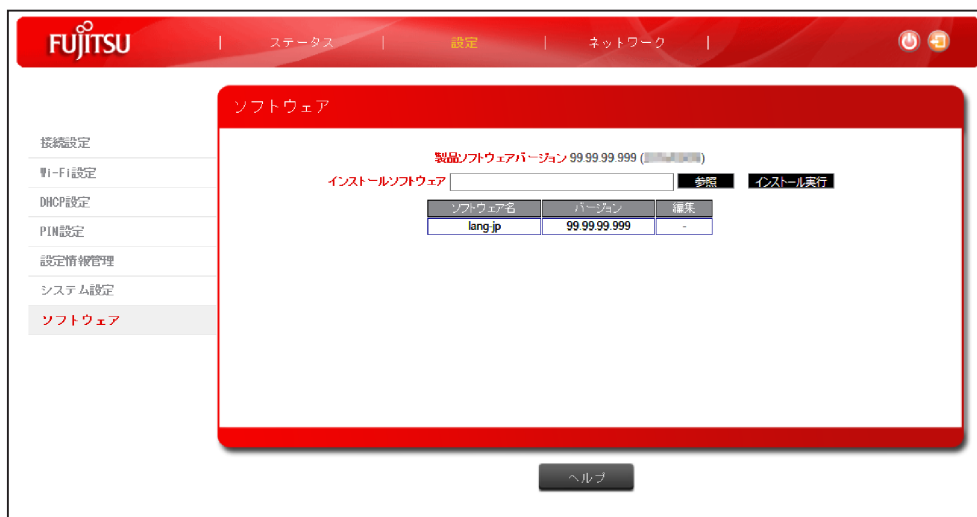 FUJITSU
ステータス
設定
ネットワーク
ソフトウェア
接続設定
Wi-Fi設定
DHCP設定
PIN設定
設定情報管理
システム設定
ソフトウェア
製品ソフトウェアバージョン 99.99.99.999 ( )
インストールソフトウェア 参照 インストール実行
ソフトウェア名 バージョン 編集
lang-jp 99.99.99.999 -
ヘルプ